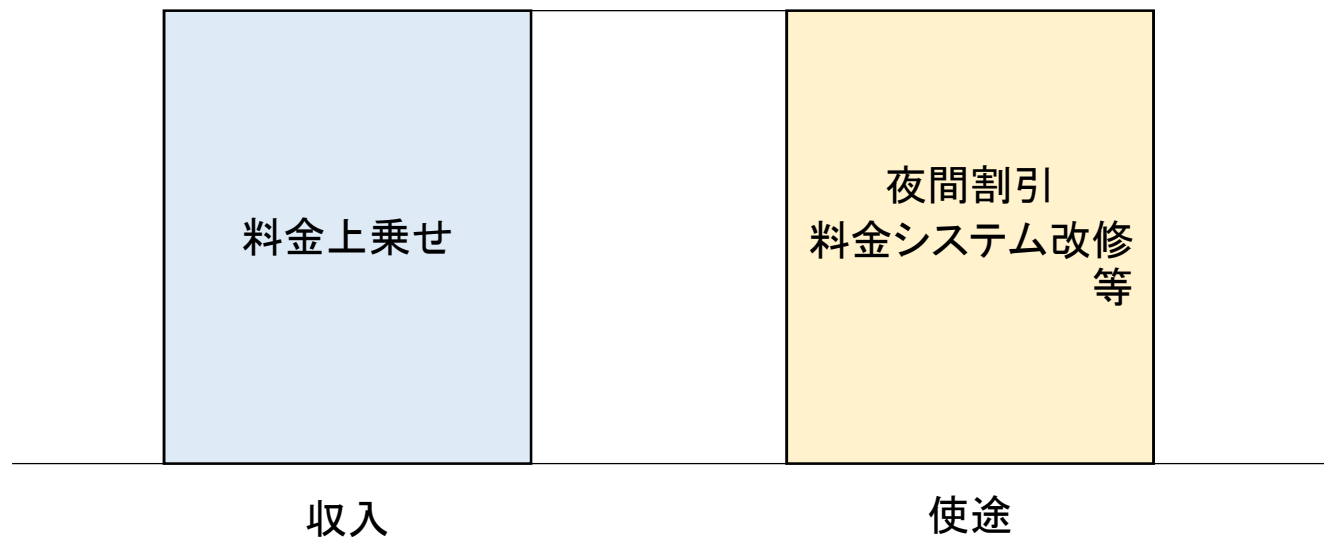 料金上乗せ
夜間割引
料金システム改修
等
収入
使途